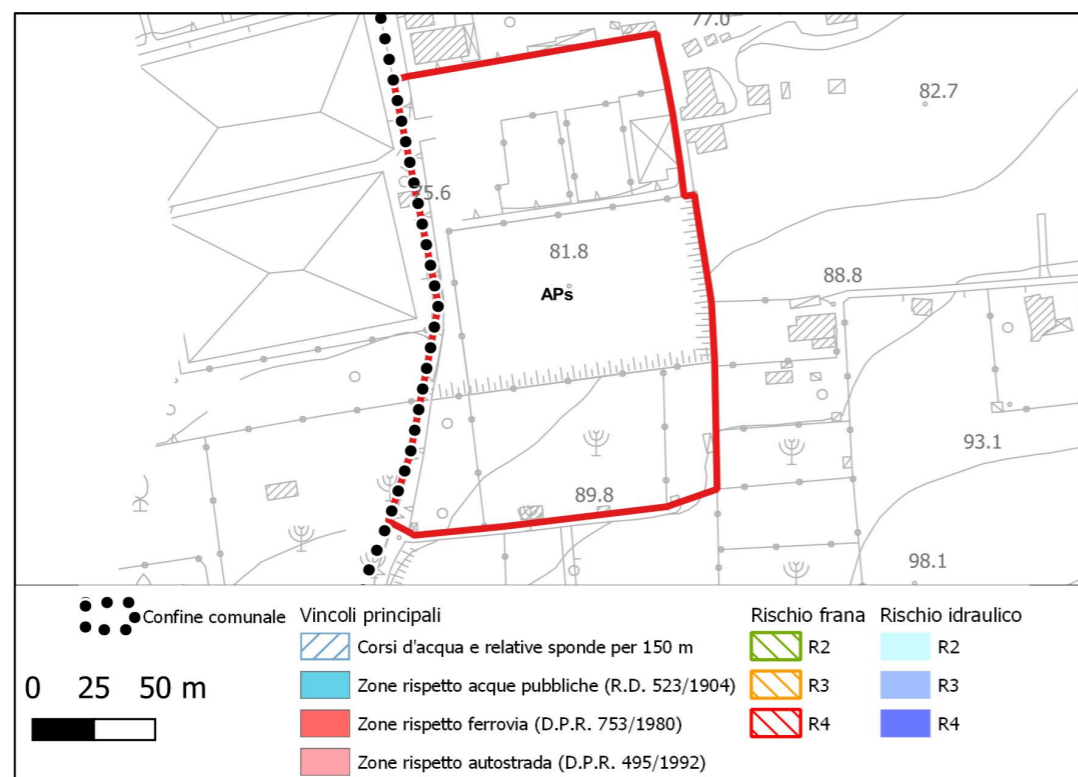 77.0
82.7
75.6
81.8
APs
88.8
93.1
89.8
98.1
Confine comunale
0 25 50 m
Vincoli principali
Corsi d'acqua e relative sponde per 150 m
Zone rispetto acque pubbliche (R.D. 523/1904)
Zone rispetto ferrovia (D.P.R. 753/1980)
Zone rispetto autostrada (D.P.R. 495/1992)
Rischio frana
R2
R3
R4
Rischio idraulico
R2
R3
R4